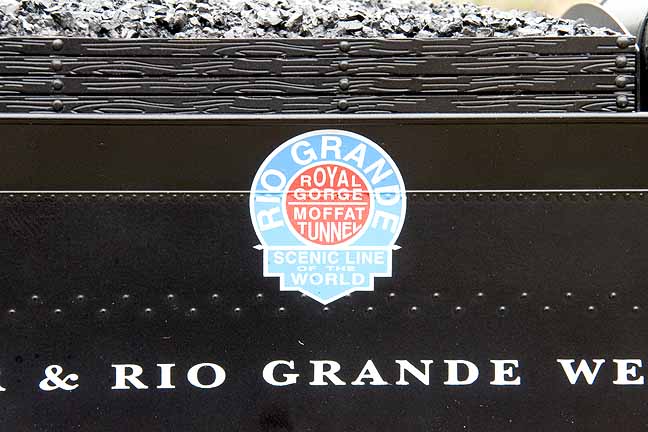 RIO GRANDE
ROYAL
GORGE
MOFFAT
TUNNEL
SCENIC LINE
OF THE
WORLD
R & RIO GRANDE WE